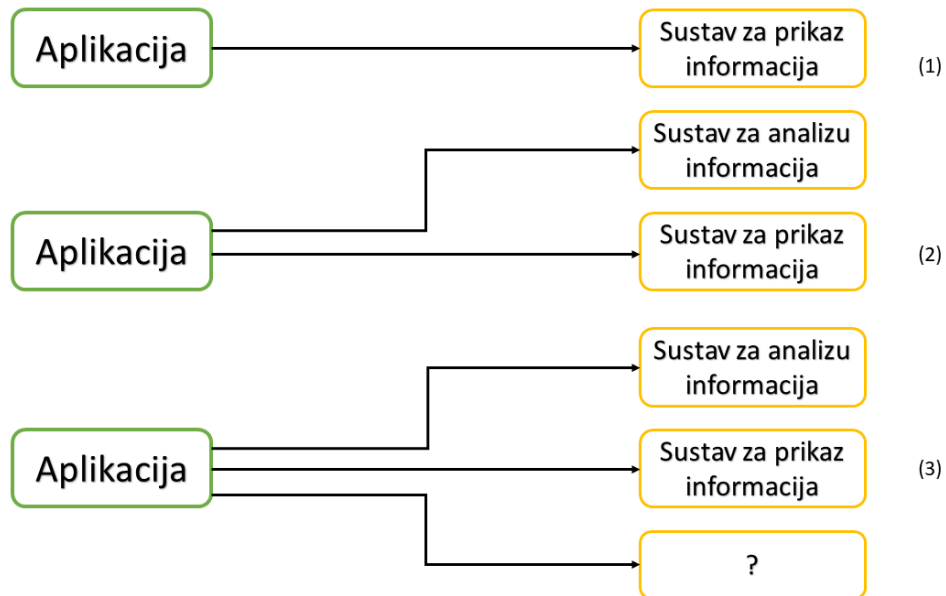 Aplikacija
Sustav za prikaz
informacija
(1)
Sustav za analizu
informacija
Aplikacija
Sustav za prikaz
informacija
(2)
Sustav za analizu
informacija
Aplikacija
Sustav za prikaz
informacija
(3)
?